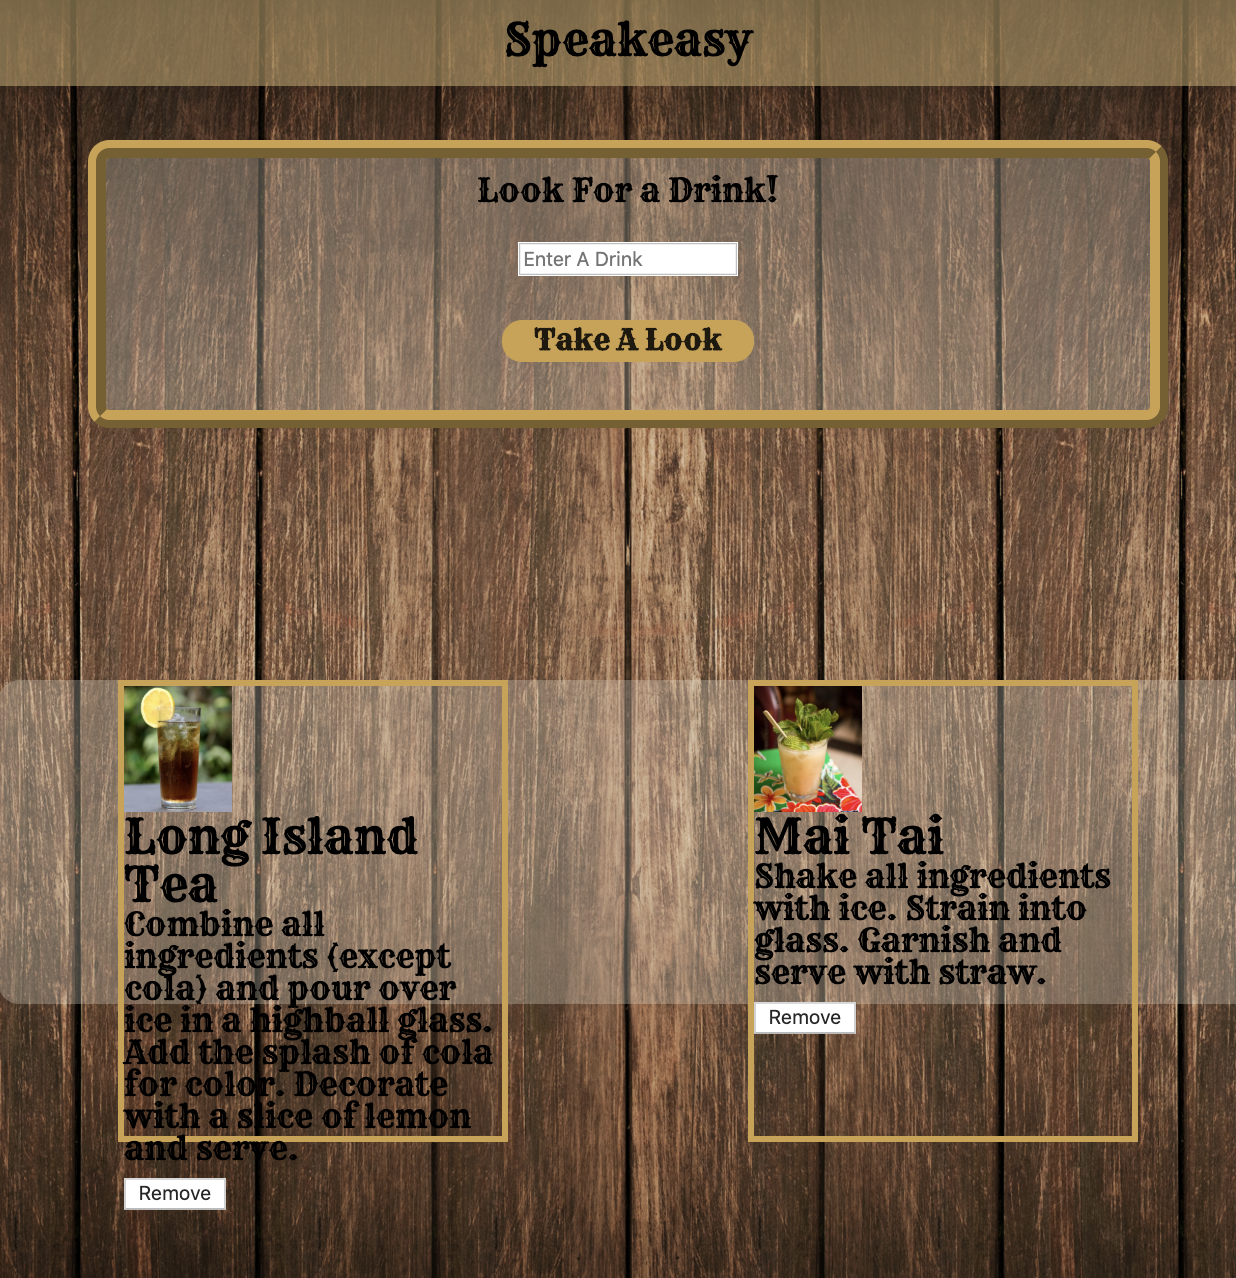 Speakeasy
Look For a Drink!
Enter A Drink
Take A Look
Long Island
Tea
Combine all
ingredients (except
cola) and pour over
ice in a highball glass.
Add the splash of cola
for color. Decorate
with a slice of lemon
and serve.
Remove
Mai Tai
Shake all ingredients
with ice. Strain into
glass. Garnish and
serve with straw.
Remove